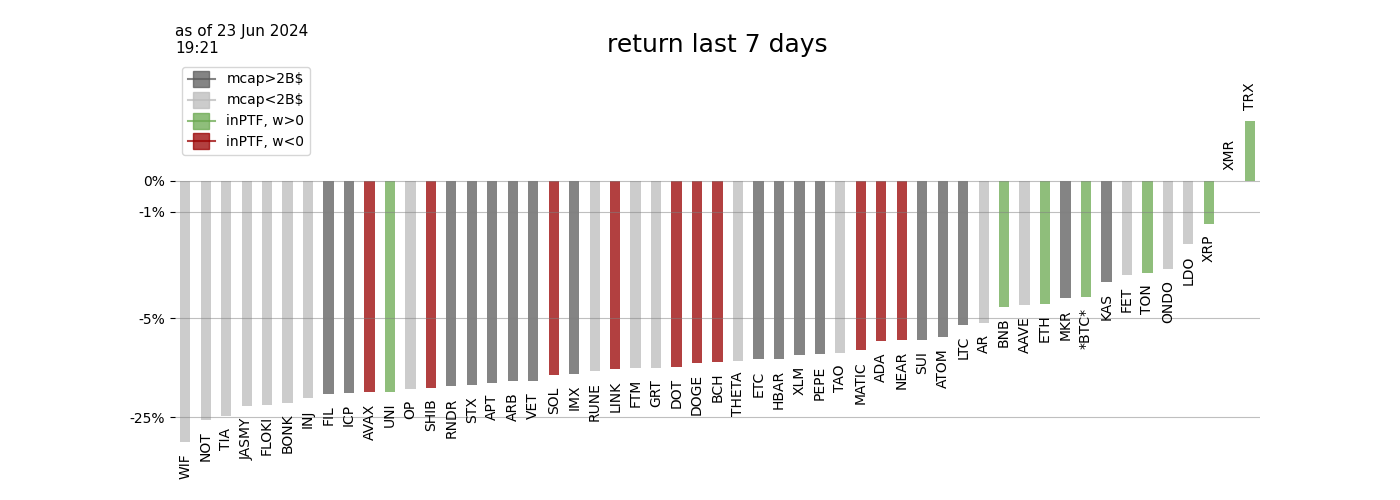 as of 23 Jun 2024
19:21
return last 7 days
mcap>2B$
mcap<2B$
inPTF, w>0
inPTF, w<0
0%
-1%
-5%
-25%
WIF
NOT
TIA
JASMY
FLOKI
BONK
INJ
FIL
ICP
AVAX
UNI
OP
SHIB
RNDR
STX
APT
ARB
VET
SOL
IMX
RUNE
LINK
FTM
GRT
DOT
DOGE
BCH
THETA
ETC
HBAR
XLM
PEPE
TAO
MATIC
ADA
NEAR
SUI
ATOM
LTC
AR
BNB
AAVE
ETH
MKR
*BTC*
KAS
FET
TON
ONDO
LDO
XRP
XMR
TRX